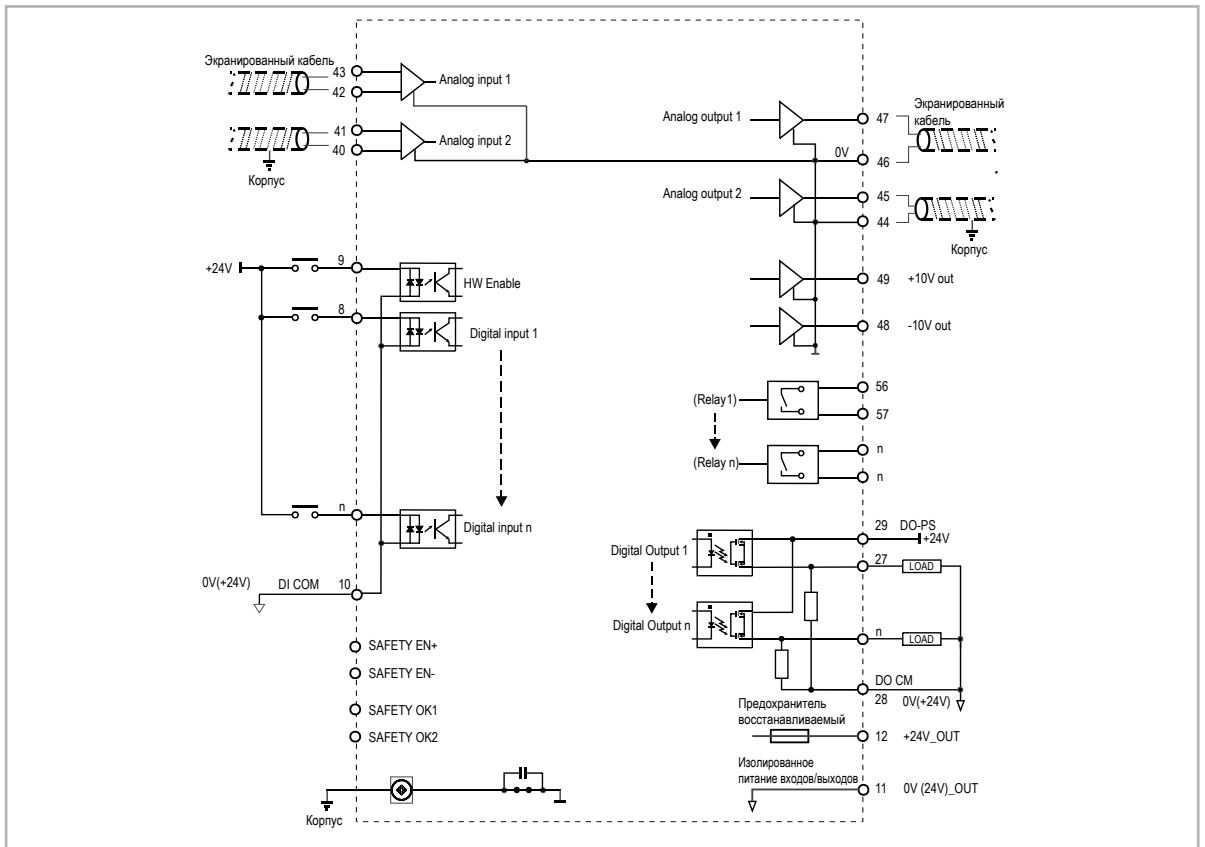 Экранированный кабель
43
42
Analog input 1
41
40
Analog input 2
Корпус
+24V
9
HW Enable
8
Digital input 1
n
Digital input n
0V(+24V)
DI COM
10
SAFETY EN+
SAFETY EN-
SAFETY OK1
SAFETY OK2
Корпус
Analog output 1
47
Экранированный
кабель
0V
46
Analog output 2
45
44
Корпус
49
+10V out
48
-10V out
(Relay1)
56
57
(Relay n)
n
n
29
DO-PS
+24V
Digital Output 1
27
LOAD
Digital Output n
n
LOAD
DO CM
28
0V(+24V)
Предохранитель
восстанавливаемый
12
+24V_OUT
Изолированное
питание входов/выходов
11
0V (24V)_OUT